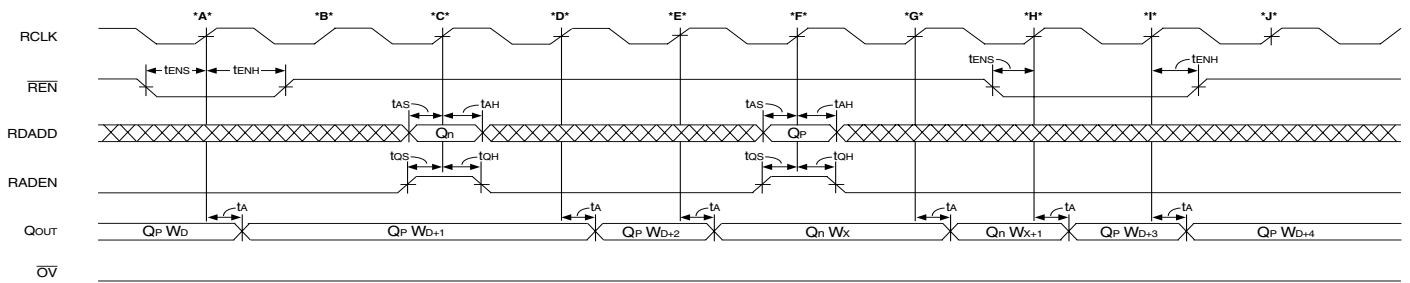 *A* *B* *C* *D* *E* *F* *G* *H* *I* *J*
RCLK
tENS tENH tENS tENH
REN
tAS tAH tAS tAH
RDADD Qn QP
tQS tQH tQS tQH
RADEN
tA tA tA tA tA tA
QOUT QP WD QP WD+1 QP WD+2 Qn WX Qn WX+1 QP WD+3 QP WD+4
OV